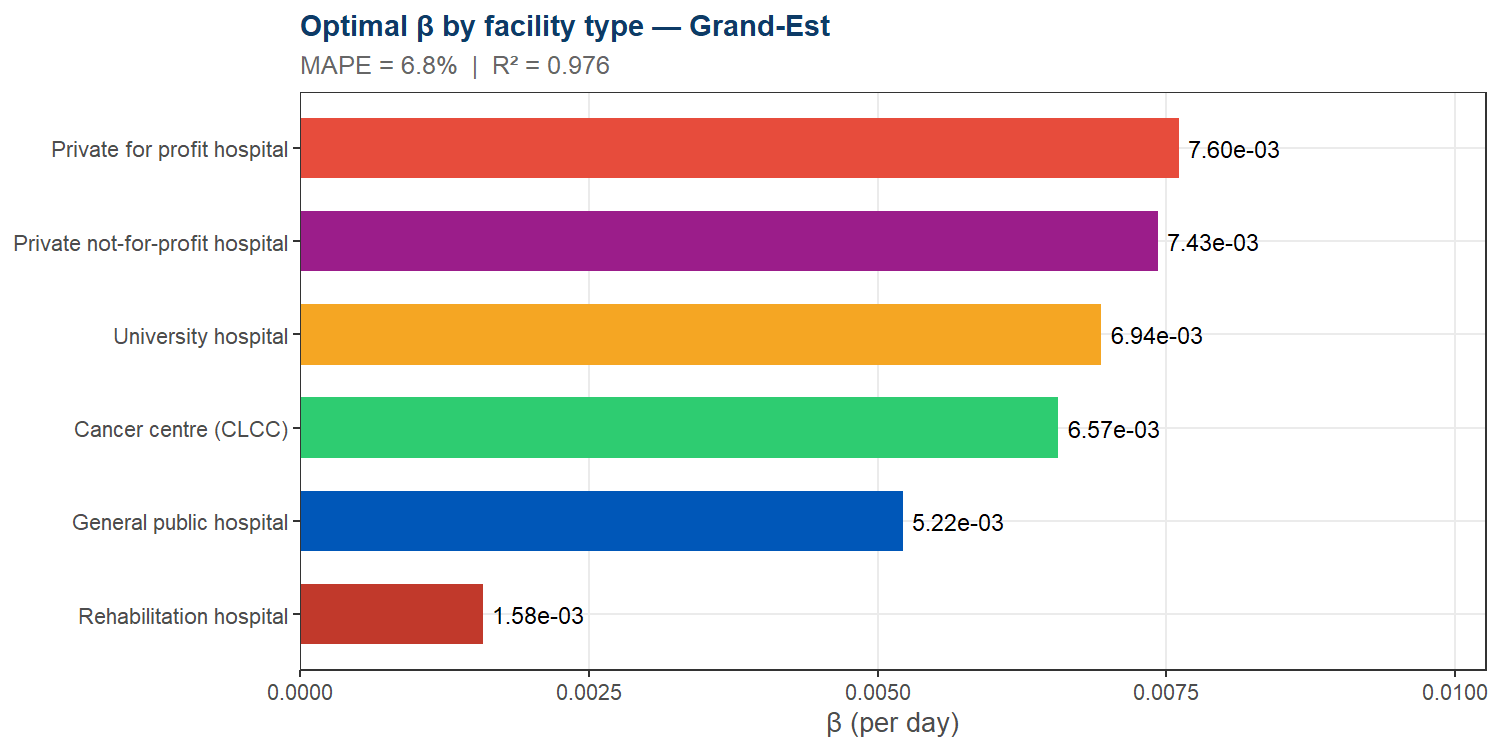 Optimal β by facility type — Grand-Est
MAPE = 6.8% | R² = 0.976
Private for profit hospital 7.60e-03
Private not-for-profit hospital 7.43e-03
University hospital 6.94e-03
Cancer centre (CLCC) 6.57e-03
General public hospital 5.22e-03
Rehabilitation hospital 1.58e-03
0.0000 0.0025 0.0050 0.0075 0.0100
β (per day)